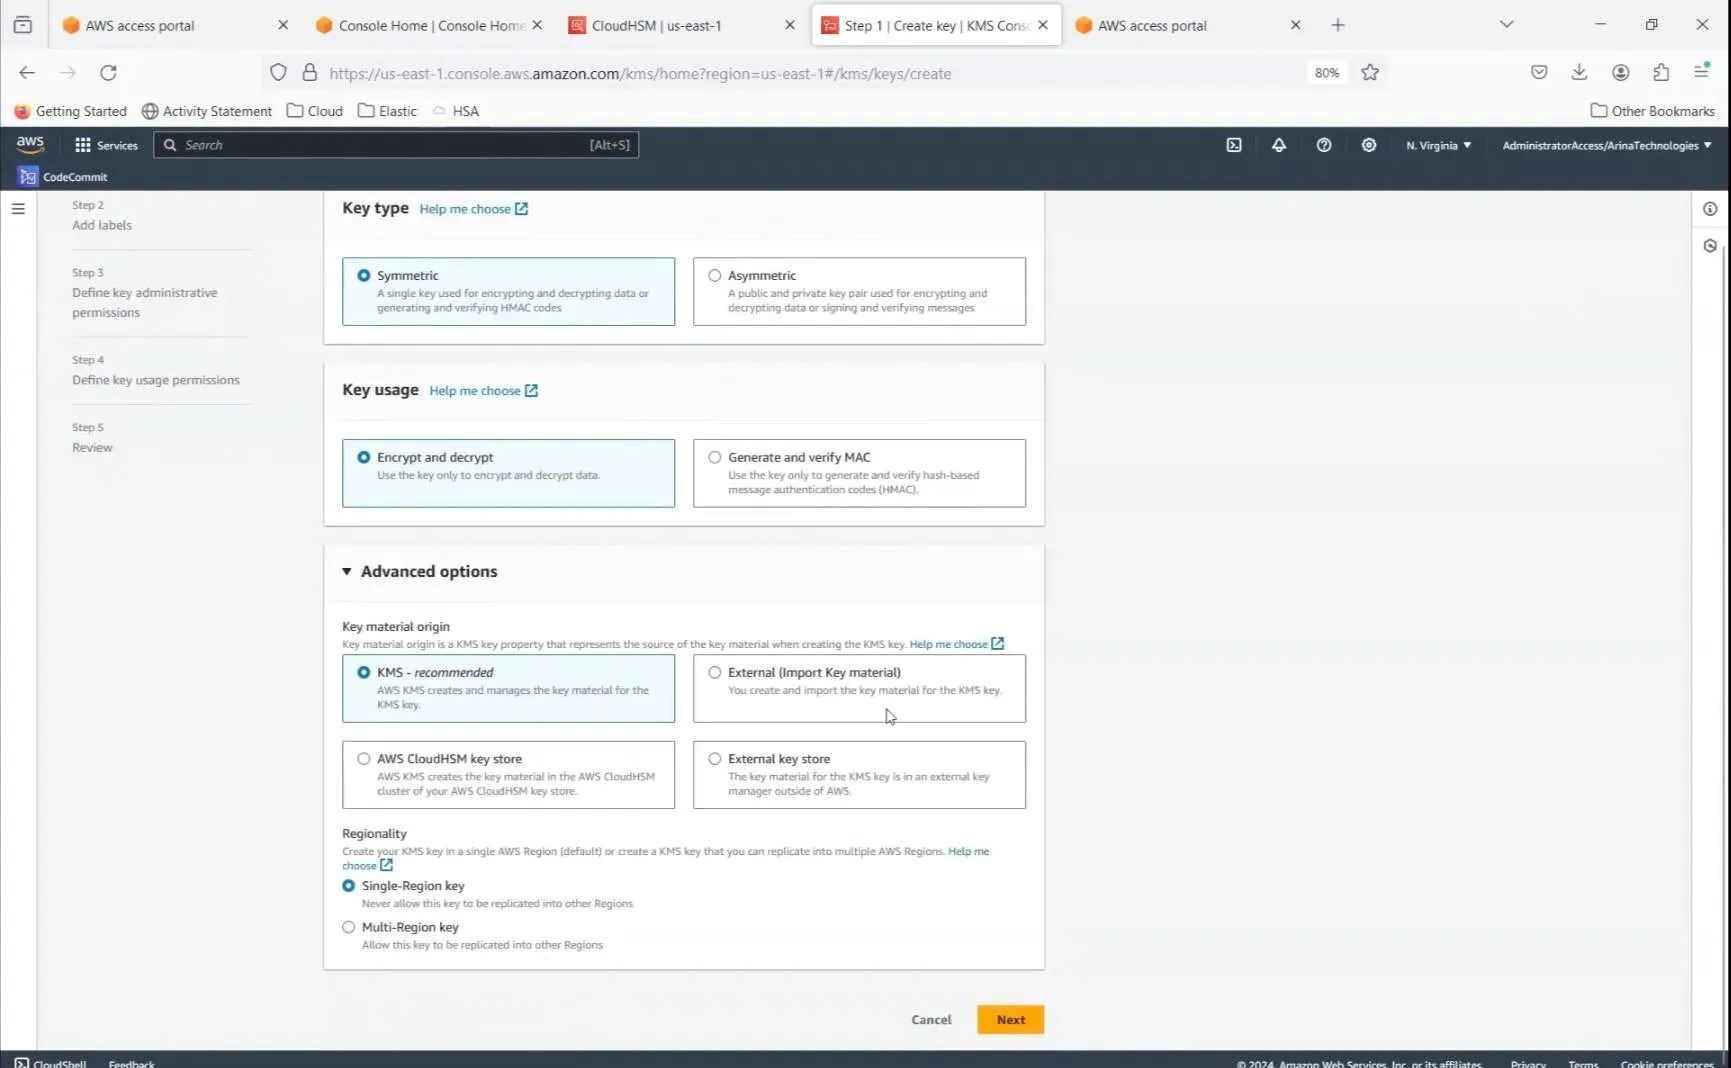 AWS access portal
Console Home | Console Home
CloudHSM | us-east-1
Step 1 | Create key | KMS Conso
AWS access portal
https://us-east-1.console.aws.amazon.com/kms/home?region=us-east-1#/kms/keys/create
80%
Getting Started
Activity Statement
Cloud
Elastic
HSA
Other Bookmarks
aws
Services
Search
[Alt+S]
N. Virginia
AdministratorAccess/ArinaTechnologies
CodeCommit
Step 2
Add labels
Step 3
Define key administrative
permissions
Step 4
Define key usage permissions
Step 5
Review
Key type Help me choose
Symmetric
A single key used for encrypting and decrypting data or
generating and verifying HMAC codes
Asymmetric
A public and private key pair used for encrypting and
decrypting data or signing and verifying messages
Key usage Help me choose
Encrypt and decrypt
Use the key only to encrypt and decrypt data.
Generate and verify MAC
Use the key only to generate and verify hash-based
message authentication codes (HMAC).
Advanced options
Key material origin
Key material origin is a KMS key property that represents the source of the key material when creating the KMS key. Help me choose
KMS - recommended
AWS KMS creates and manages the key material for the
KMS key.
External (Import Key material)
You create and import the key material for the KMS key.
AWS CloudHSM key store
AWS KMS creates the key material in the AWS CloudHSM
cluster of your AWS CloudHSM key store.
External key store
The key material for the KMS key is in an external key
manager outside of AWS.
Regionality
Create your KMS key in a single AWS Region (default) or create a KMS key that you can replicate into multiple AWS Regions. Help me
choose
Single-Region key
Never allow this key to be replicated into other Regions
Multi-Region key
Allow this key to be replicated into other Regions
Cancel
Next
CloudShell
Feedback
© 2024, Amazon Web Services, Inc. or its affiliates.
Privacy
Terms
Cookie preferences